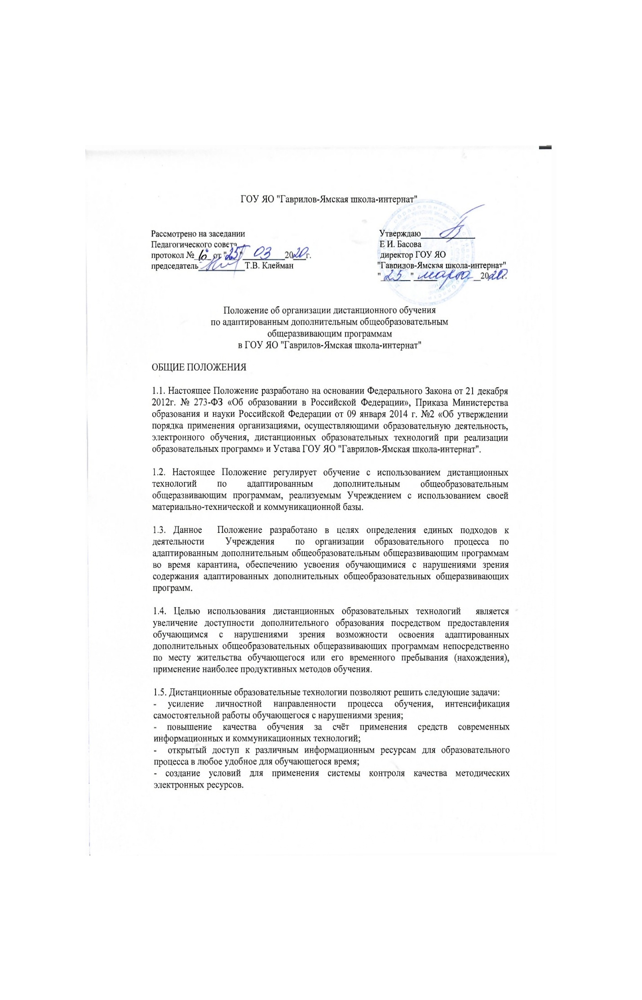 ГОУ ЯО "Гаврилов-Ямская школа-интернат"
Рассмотрено на заседании
Педагогического совета
протокол № 6 от "25" 03 2020г.
председатель____________Т.В. Клейман
Утверждаю______________
Е И. Басова
директор ГОУ ЯО
"Гаврилов-Ямская школа-интернат"
"25" марта 2020г.
Положение об организации дистанционного обучения
по адаптированным дополнительным общеобразовательным
общеразвивающим программам
в ГОУ ЯО "Гаврилов-Ямская школа-интернат"
ОБЩИЕ ПОЛОЖЕНИЯ
1.1. Настоящее Положение разработано на основании Федерального Закона от 21 декабря
2012г. № 273-ФЗ «Об образовании в Российской Федерации», Приказа Министерства
образования и науки Российской Федерации от 09 января 2014 г. №2 «Об утверждении
порядка применения организациями, осуществляющими образовательную деятельность,
электронного обучения, дистанционных образовательных технологий при реализации
образовательных программ» и Устава ГОУ ЯО "Гаврилов-Ямская школа-интернат".
1.2. Настоящее Положение регулирует обучение с использованием дистанционных
технологий по адаптированным дополнительным общеобразовательным
общеразвивающим программам, реализуемым Учреждением с использованием своей
материально-технической и коммуникационной базы.
1.3. Данное Положение разработано в целях определения единых подходов к
деятельности Учреждения по организации образовательного процесса по
адаптированным дополнительным общеобразовательным общеразвивающим программам
во время карантина, обеспечению усвоения обучающимися с нарушениями зрения
содержания адаптированных дополнительных общеобразовательных общеразвивающих
программ.
1.4. Целью использования дистанционных образовательных технологий является
увеличение доступности дополнительного образования посредством предоставления
обучающимся с нарушениями зрения возможности освоения адаптированных
дополнительных общеобразовательных общеразвивающих программам непосредственно
по месту жительства обучающегося или его временного пребывания (нахождения),
применение наиболее продуктивных методов обучения.
1.5. Дистанционные образовательные технологии позволяют решить следующие задачи:
- усиление личностной направленности процесса обучения, интенсификация
самостоятельной работы обучающегося с нарушениями зрения;
- повышение качества обучения за счёт применения средств современных
информационных и коммуникационных технологий;
- открытый доступ к различным информационным ресурсам для образовательного
процесса в любое удобное для обучающегося время;
- создание условий для применения системы контроля качества методических
электронных ресурсов.